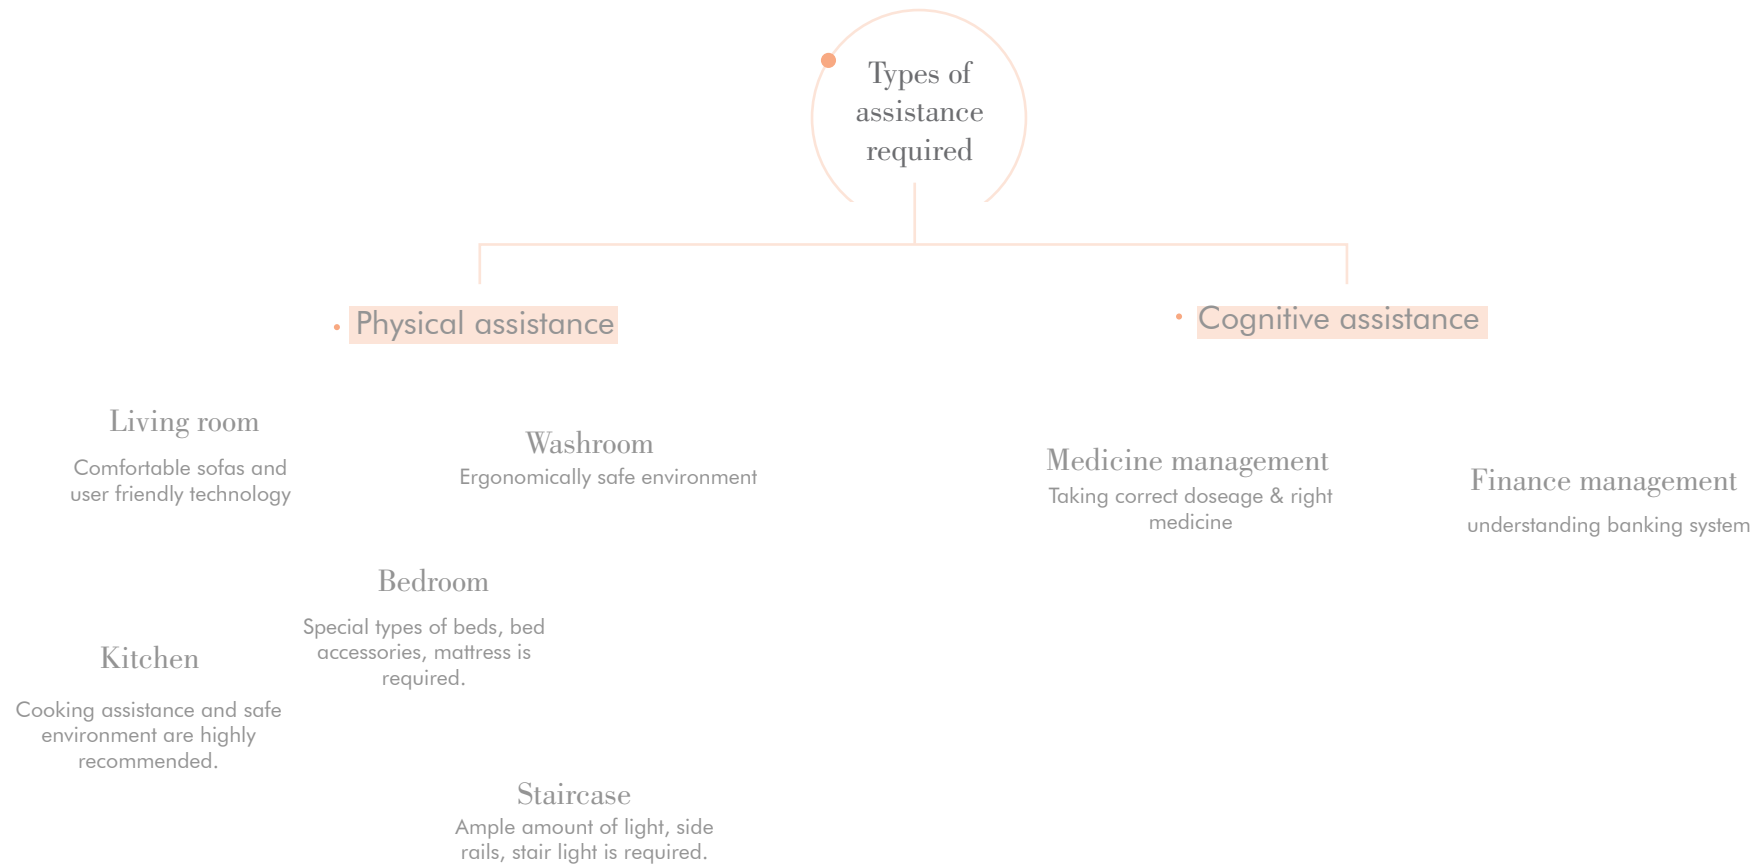 Types of
assistance
required
Physical assistance
Living room
Comfortable sofas and
user friendly technology
Washroom
Ergonomically safe environment
Bedroom
Special types of beds, bed
accessories, mattress is
required.
Kitchen
Cooking assistance and safe
environment are highly
recommended.
Staircase
Ample amount of light, side
rails, stair light is required.
Cognitive assistance
Medicine management
Taking correct doseage & right
medicine
Finance management
understanding banking system